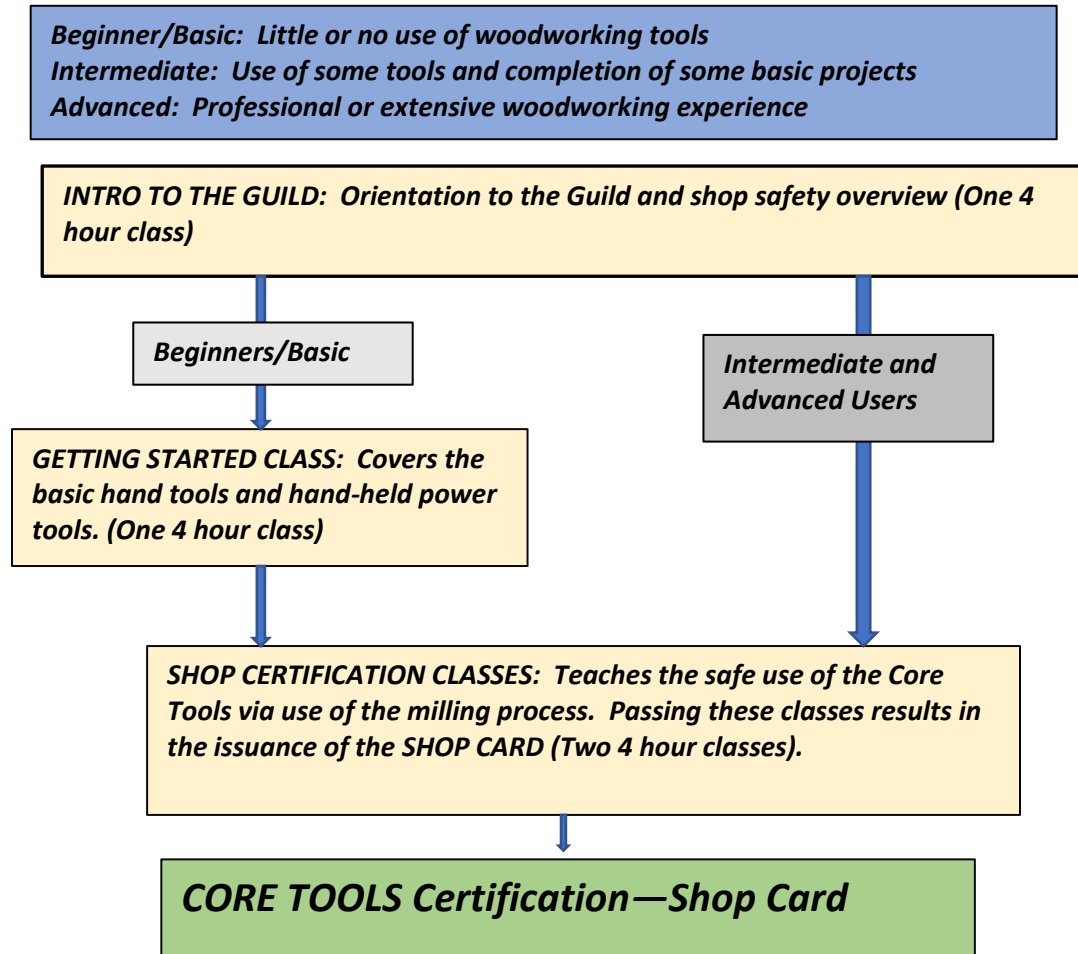 Beginner/Basic:  Little or no use of woodworking tools
Intermediate:  Use of some tools and completion of some basic projects
Advanced:  Professional or extensive woodworking experience
INTRO TO THE GUILD:  Orientation to the Guild and shop safety overview (One 4
hour class)
Beginners/Basic
Intermediate and
Advanced Users
GETTING STARTED CLASS:  Covers the
basic hand tools and hand-held power
tools. (One 4 hour class)
SHOP CERTIFICATION CLASSES:  Teaches the safe use of the Core
Tools via use of the milling process.  Passing these classes results in
the issuance of the SHOP CARD (Two 4 hour classes).
CORE TOOLS Certification—Shop Card